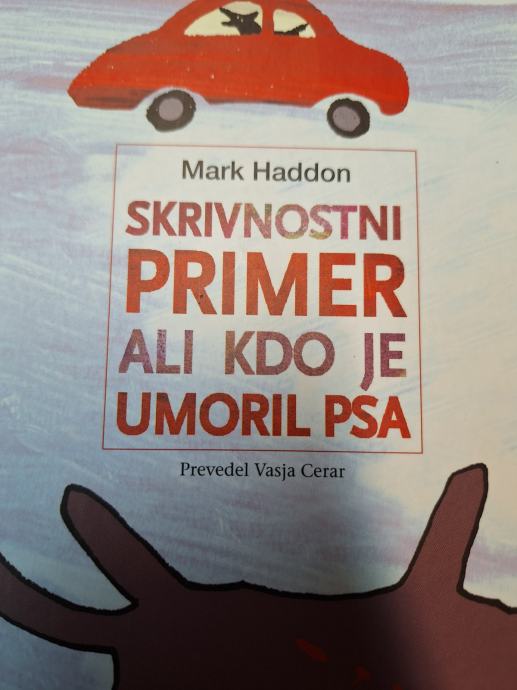 Mark Haddon
SKRIVNOSTNI
PRIMER
ALI KDO JE
UMORIL PSA
Prevedel Vasja Cerar